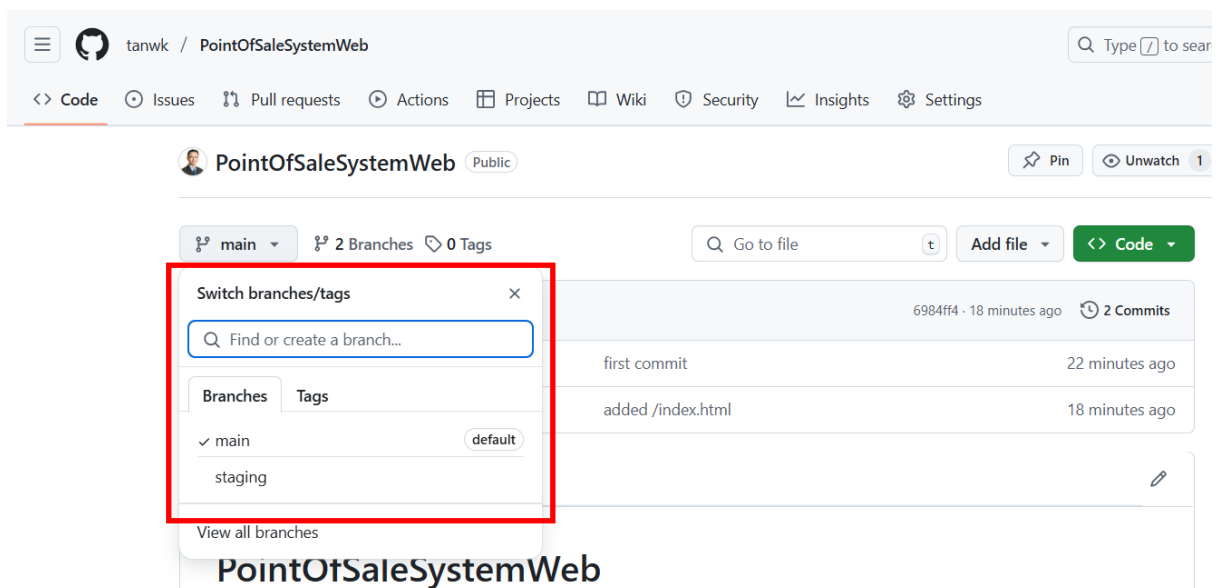 tanwk / PointOfSaleSystemWeb
Type / to sear
Code Issues Pull requests Actions Projects Wiki Security Insights Settings
PointOfSaleSystemWeb Public
Pin Unwatch 1
main 2 Branches 0 Tags
Go to file t Add file Code
Switch branches/tags
6984ff4 · 18 minutes ago 2 Commits
Find or create a branch...
first commit 22 minutes ago
Branches Tags
added /index.html 18 minutes ago
main default
staging
View all branches
PointOfSaleSystemWeb